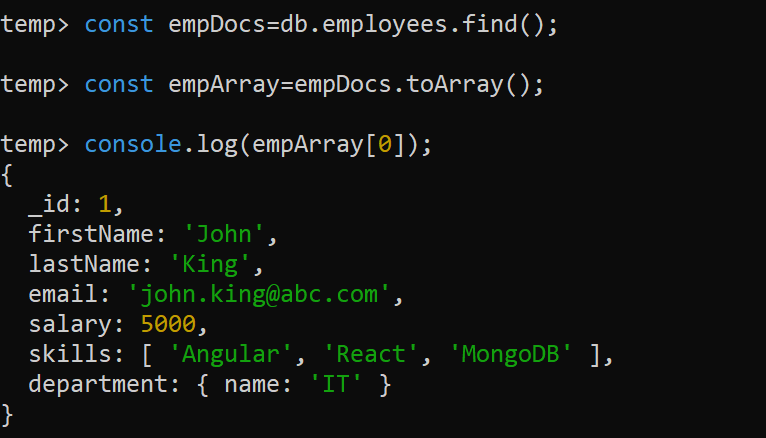 temp> const empDocs=db.employees.find();
temp> const empArray=empDocs.toArray();
temp> console.log(empArray[0]);
{
  _id: 1,
  firstName: 'John',
  lastName: 'King',
  email: 'john.king@abc.com',
  salary: 5000,
  skills: [ 'Angular', 'React', 'MongoDB' ],
  department: { name: 'IT' }
}